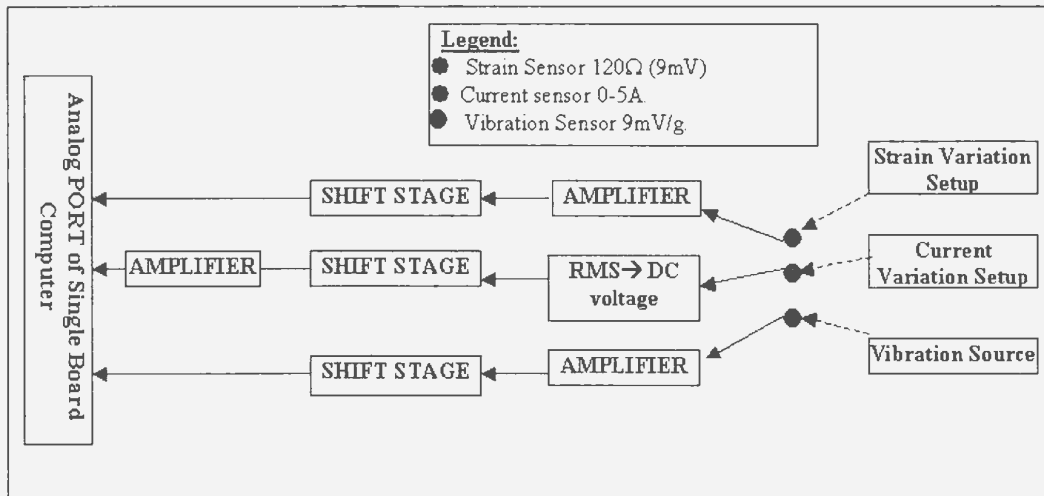 Legend:
Strain Sensor 120Ω (9mV)
Current sensor 0-5A.
Vibration Sensor 9mV/g.
Analog PORT of Single Board
Computer
Strain Variation
Setup
SHIFT STAGE
AMPLIFIER
Current
Variation Setup
AMPLIFIER
SHIFT STAGE
RMS→ DC
voltage
Vibration Source
SHIFT STAGE
AMPLIFIER